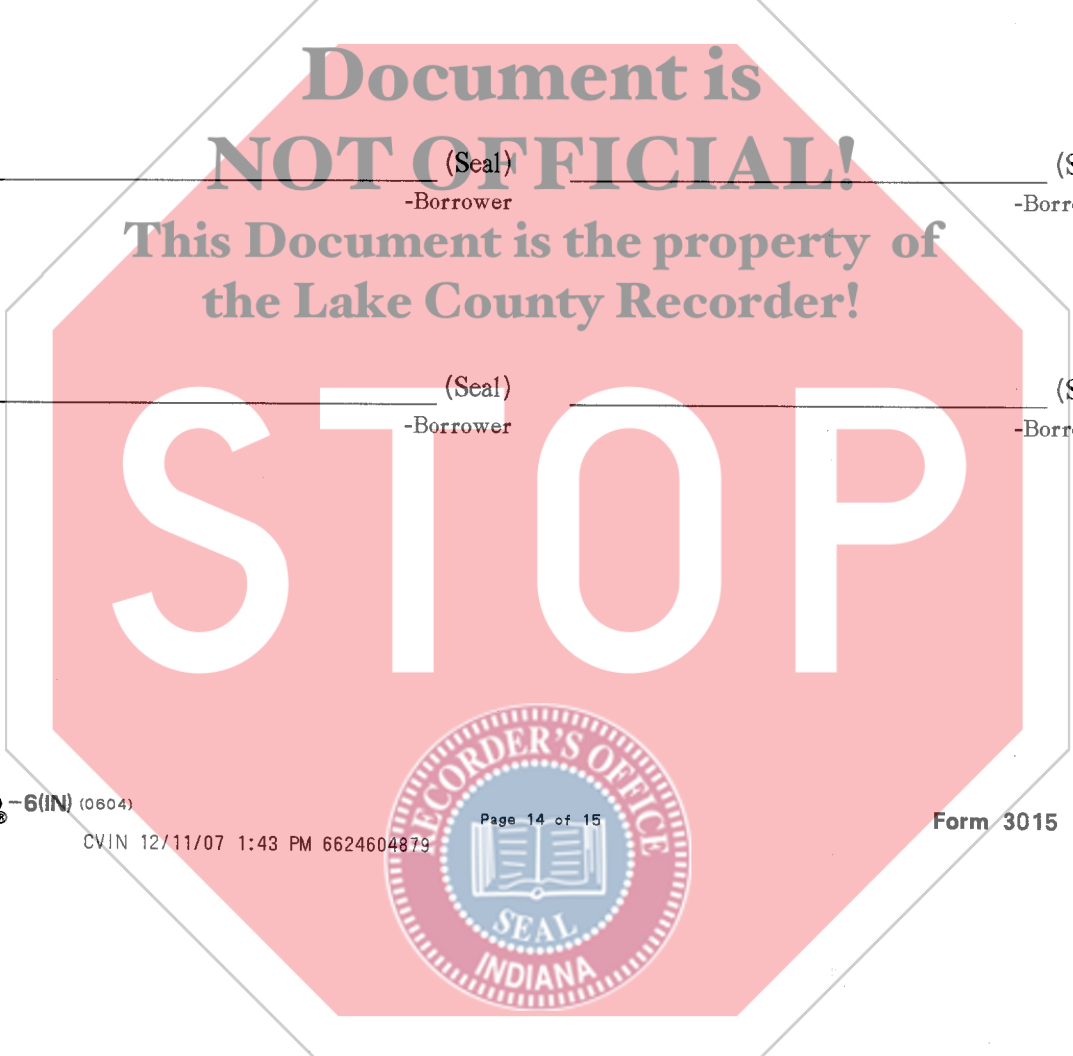 Document is
NOT OFFICIAL!
(Seal)
-Borrower
This Document is the property of
the Lake County Recorder!
(Seal) (S
-Borrower -Borr
STOP
RECORDER'S OFFICE
-6(IN) (0604)
®
Page 14 of 15
Form 3015
CVIN 12/11/07 1:43 PM 6624604879
SEAL
INDIANA